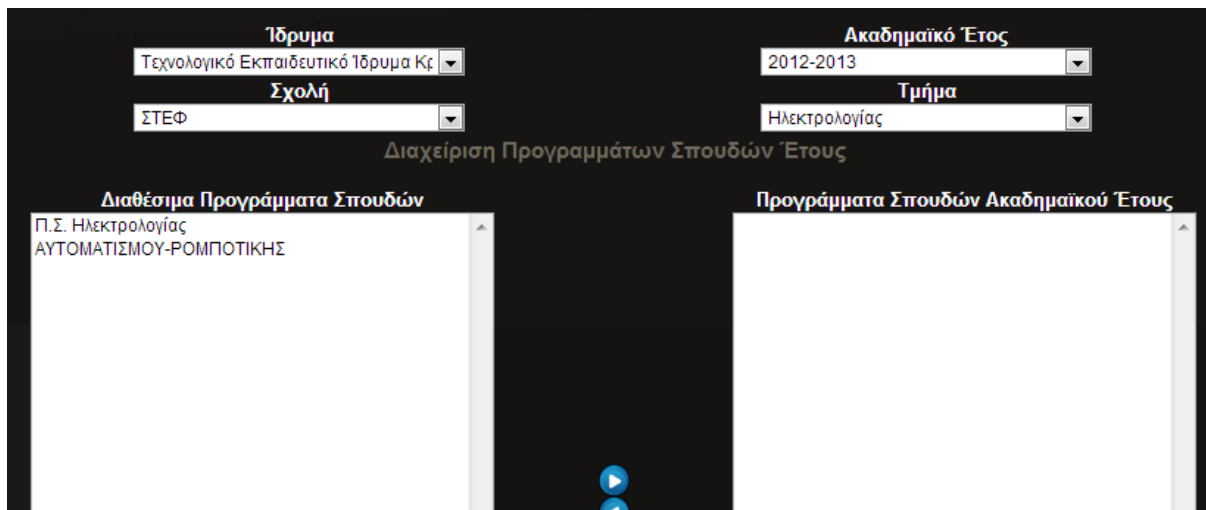 Ίδρυμα
Τεχνολογικό Εκπαιδευτικό Ίδρυμα Κρ
Ακαδημαϊκό Έτος
2012-2013
Σχολή
ΣΤΕΦ
Τμήμα
Ηλεκτρολογίας
Διαχείριση Προγραμμάτων Σπουδών Έτους
Διαθέσιμα Προγράμματα Σπουδών
Π.Σ. Ηλεκτρολογίας
ΑΥΤΟΜΑΤΙΣΜΟΥ-ΡΟΜΠΟΤΙΚΗΣ
Προγράμματα Σπουδών Ακαδημαϊκού Έτους